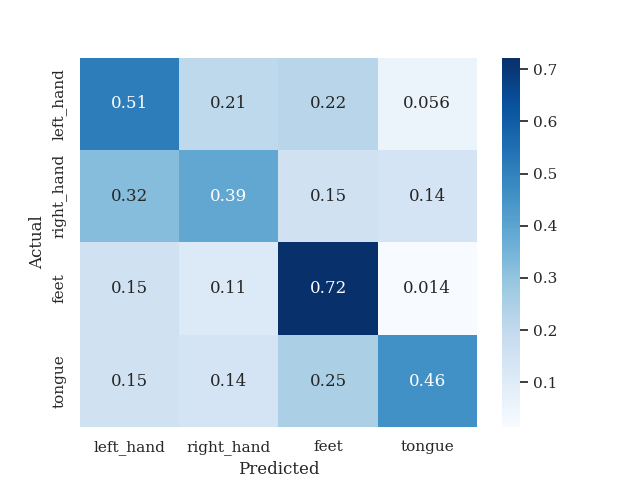 left_hand 0.51 0.21 0.22 0.056
right_hand 0.32 0.39 0.15 0.14
feet 0.15 0.11 0.72 0.014
tongue 0.15 0.14 0.25 0.46
left_hand right_hand feet tongue
Predicted
Actual
0.7
0.6
0.5
0.4
0.3
0.2
0.1